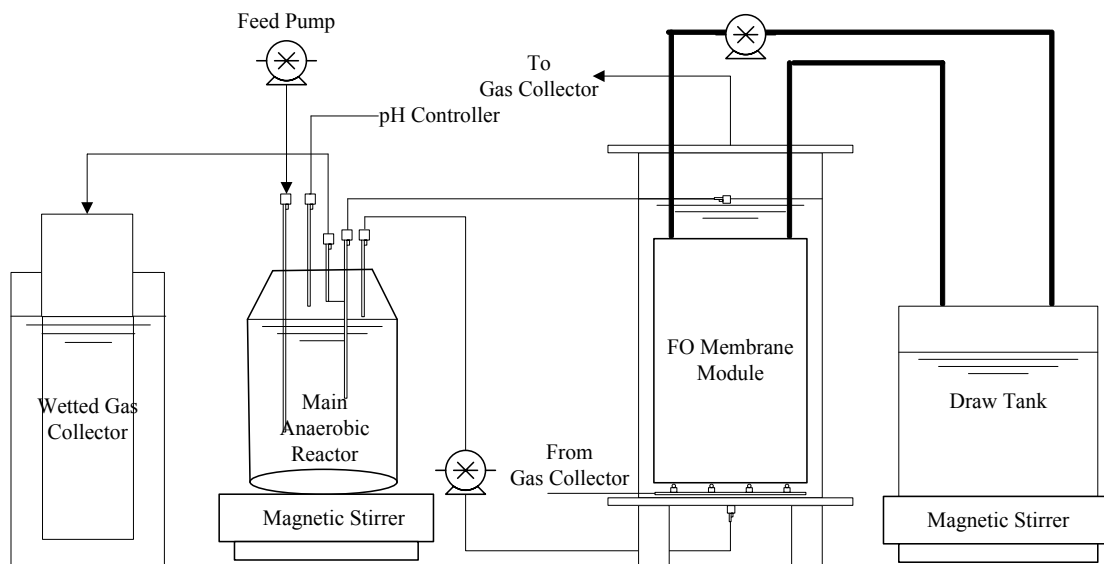 Feed Pump
To
Gas Collector
pH Controller
FO Membrane
Module
Draw Tank
Wetted Gas
Collector
Main
Anaerobic
Reactor
From
Gas Collector
Magnetic Stirrer
Magnetic Stirrer